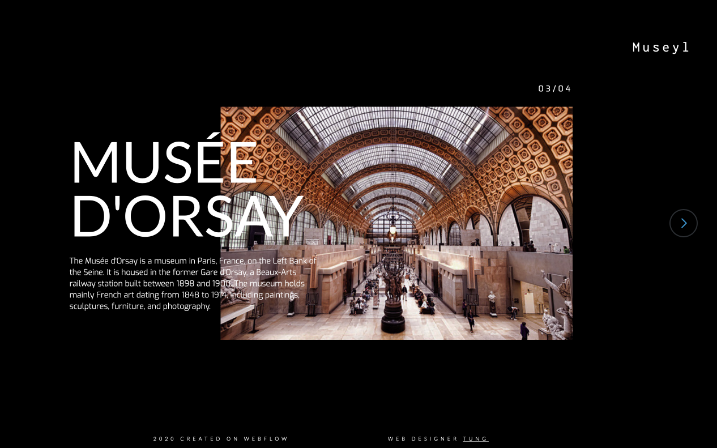 Museyl
03/04
MUSÉE
D'ORSAY
The Musée d'Orsay is a museum in Paris, France, on the Left Bank of
the Seine. It is housed in the former Gare d'Orsay, a Beaux-Arts
railway station built between 1898 and 1900. The museum holds
mainly French art dating from 1848 to 1914, including paintings,
sculptures, furniture, and photography.
2020 CREATED ON WEBFLOW
WEB DESIGNER TUNG